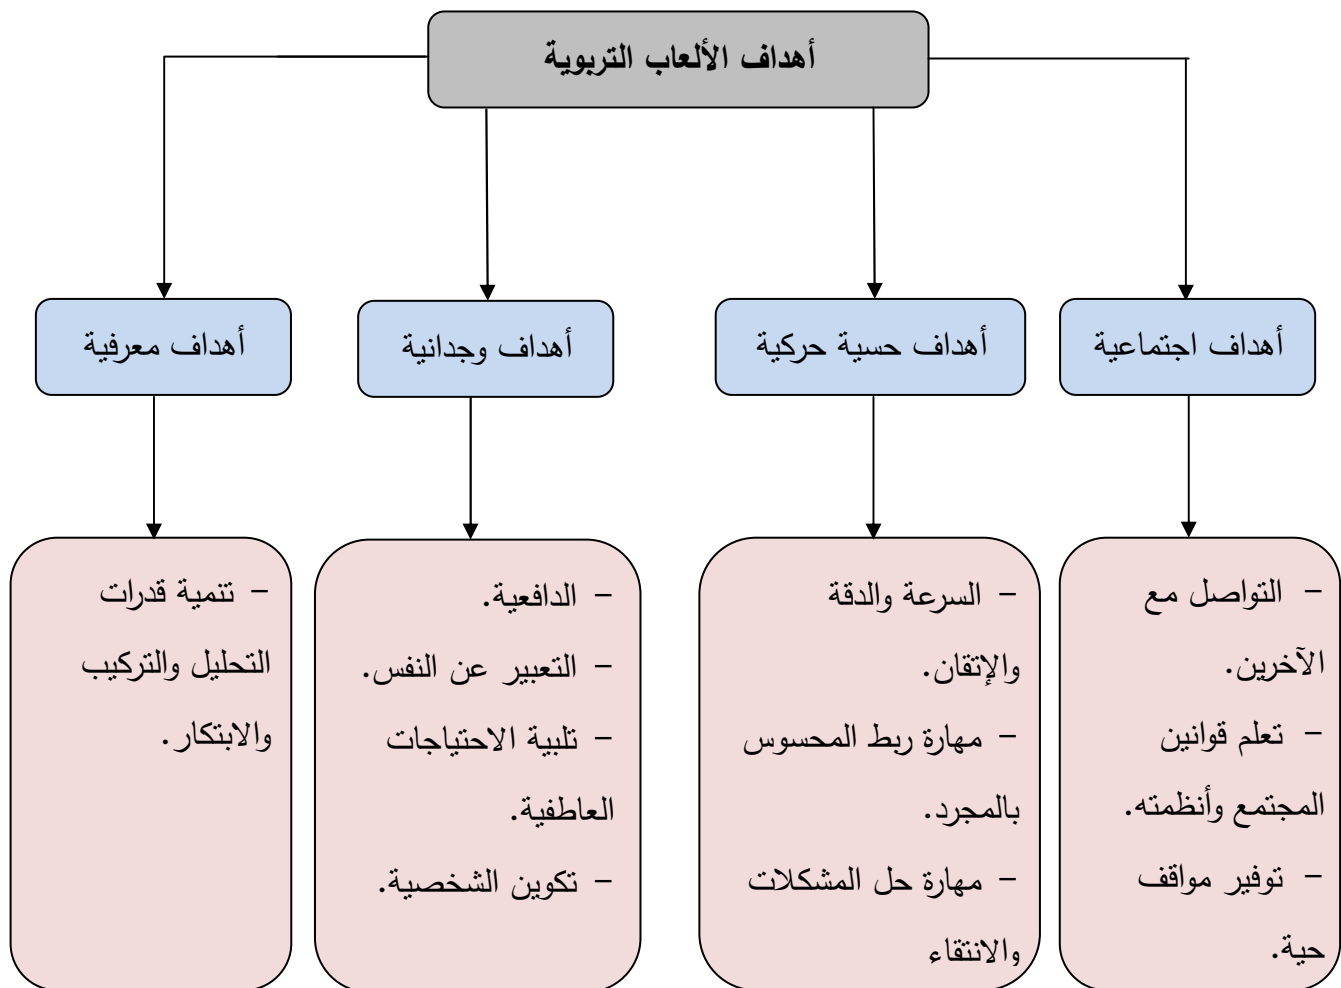 أهداف الألعاب التربوية
أهداف اجتماعية
أهداف حسية حركية
أهداف وجدانية
أهداف معرفية
- التواصل مع
الآخرين.
- تعلم قوانين
المجتمع وأنظمته.
- توفير مواقف
حية.
- السرعة والدقة
والإتقان.
- مهارة ربط المحسوس
بالمجرد.
- مهارة حل المشكلات
والانتقاء
- الدافعية.
- التعبير عن النفس.
- تلبية الاحتياجات
العاطفية.
- تكوين الشخصية.
- تنمية قدرات
التحليل والتركيب
والابتكار.